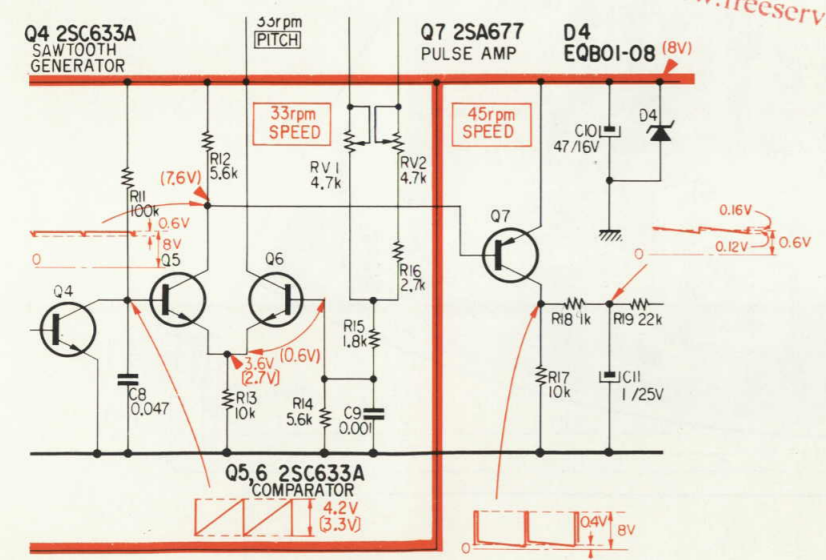 w.freeserv
33rpm
PITCH
Q4 2SC633A
SAWTOOTH
GENERATOR
Q7 2SA677
PULSE AMP
D4
EQB01-08
(8V)
33rpm
SPEED
45rpm
SPEED
R12
5.6k
RV1
4.7k
RV2
4.7k
C10
47/16V
D4
(7.6V)
R11
100k
0.6V
8V
0
Q5
Q6
Q4
R16
2.7k
Q7
0.16V
0.12V
0.6V
0
R15
1.8k
R18 1k
R19 22k
3.6V
[2.7V]
(0.6V)
C8
0.047
R13
10k
R14
5.6k
C9
0.001
R17
10k
C11
1/25V
Q5,6 2SC633A
COMPARATOR
4.2V
[3.3V]
0.4V
8V
0